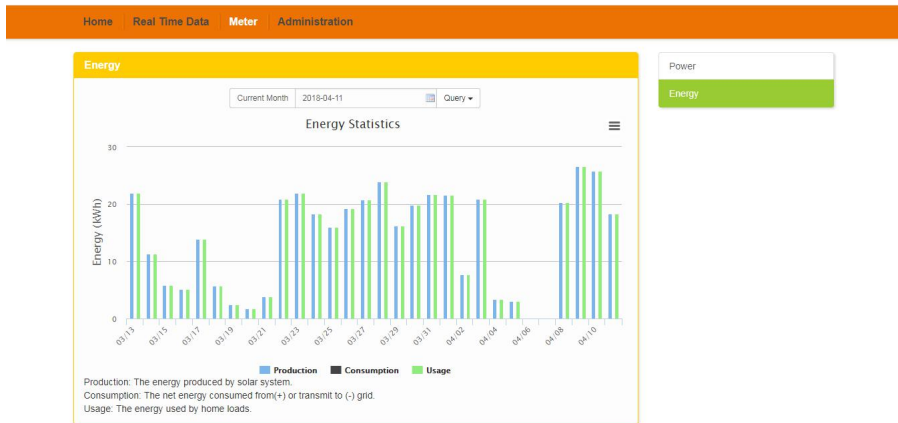 Home Real Time Data Meter Administration
Energy
Power
Energy
Current Month 2018-04-11 Query
Energy Statistics
Energy (kWh)
30
20
10
0
03/13 03/15 03/17 03/19 03/21 03/23 03/25 03/27 03/29 03/31 04/02 04/04 04/06 04/08 04/10
Production Consumption Usage
Production: The energy produced by solar system.
Consumption: The net energy consumed from(+) or transmit to (-) grid.
Usage: The energy used by home loads.